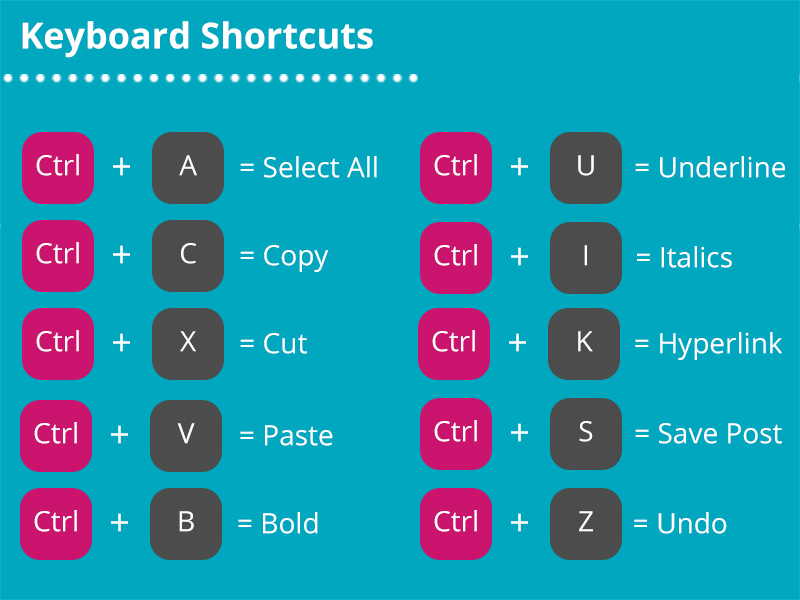 Keyboard Shortcuts
Ctrl + A = Select All
Ctrl + C = Copy
Ctrl + X = Cut
Ctrl + V = Paste
Ctrl + B = Bold
Ctrl + U = Underline
Ctrl + I = Italics
Ctrl + K = Hyperlink
Ctrl + S = Save Post
Ctrl + Z = Undo